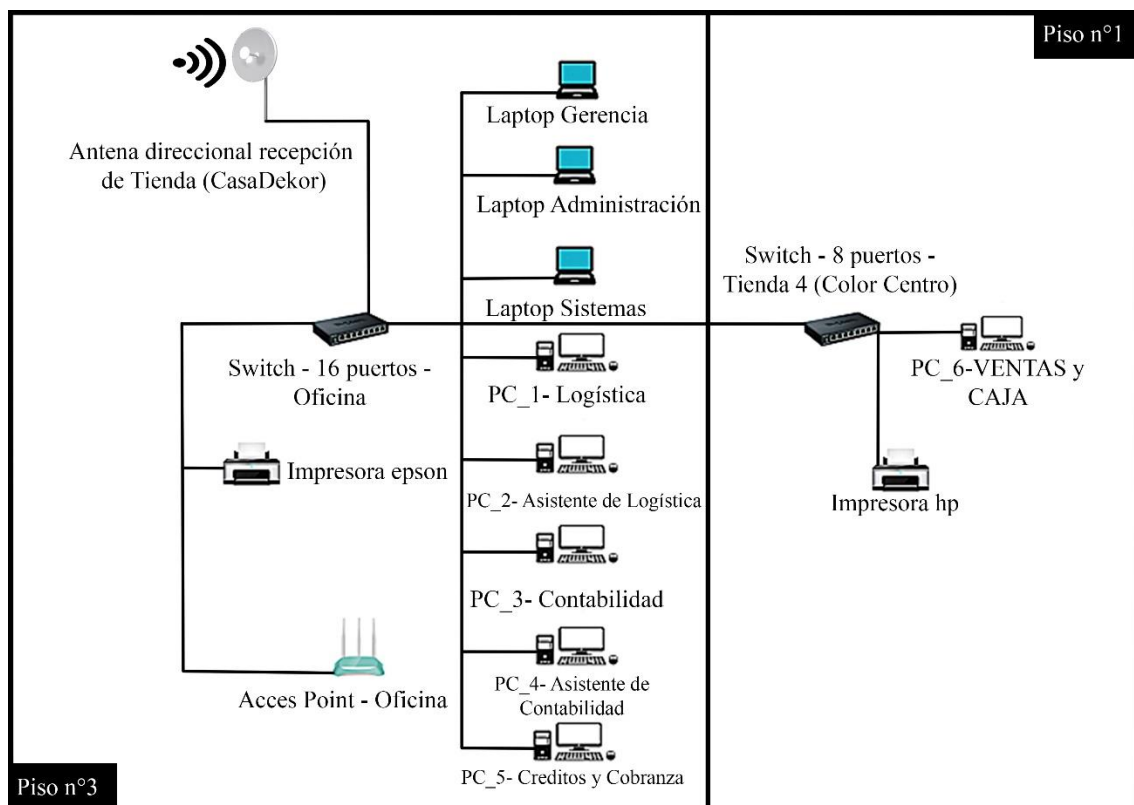 Piso n°1
Antena direccional recepción
de Tienda (CasaDekor)
Laptop Gerencia
Laptop Administración
Laptop Sistemas
Switch - 8 puertos -
Tienda 4 (Color Centro)
Switch - 16 puertos -
Oficina
PC_1- Logística
PC_6-VENTAS y
CAJA
Impresora epson
PC_2- Asistente de Logística
Impresora hp
PC_3- Contabilidad
Acces Point - Oficina
PC_4- Asistente de
Contabilidad
PC_5- Creditos y Cobranza
Piso n°3